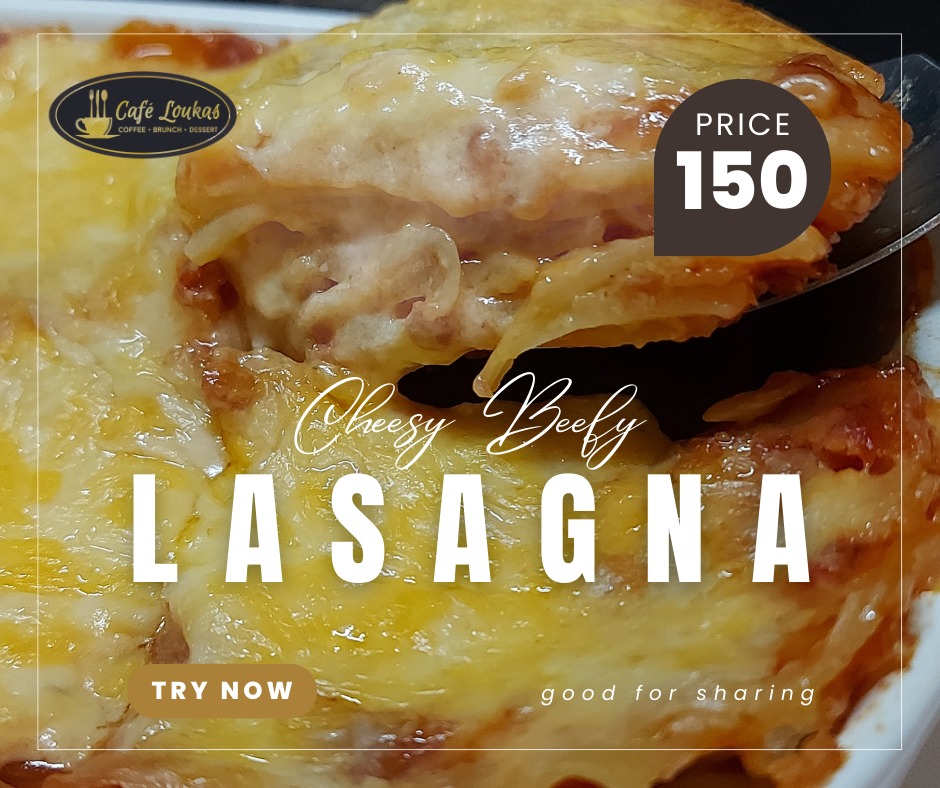 Café Loukas
COFFEE • BRUNCH • DESSERT
PRICE
150
Cheesy Beefy
LASAGNA
TRY NOW
good for sharing